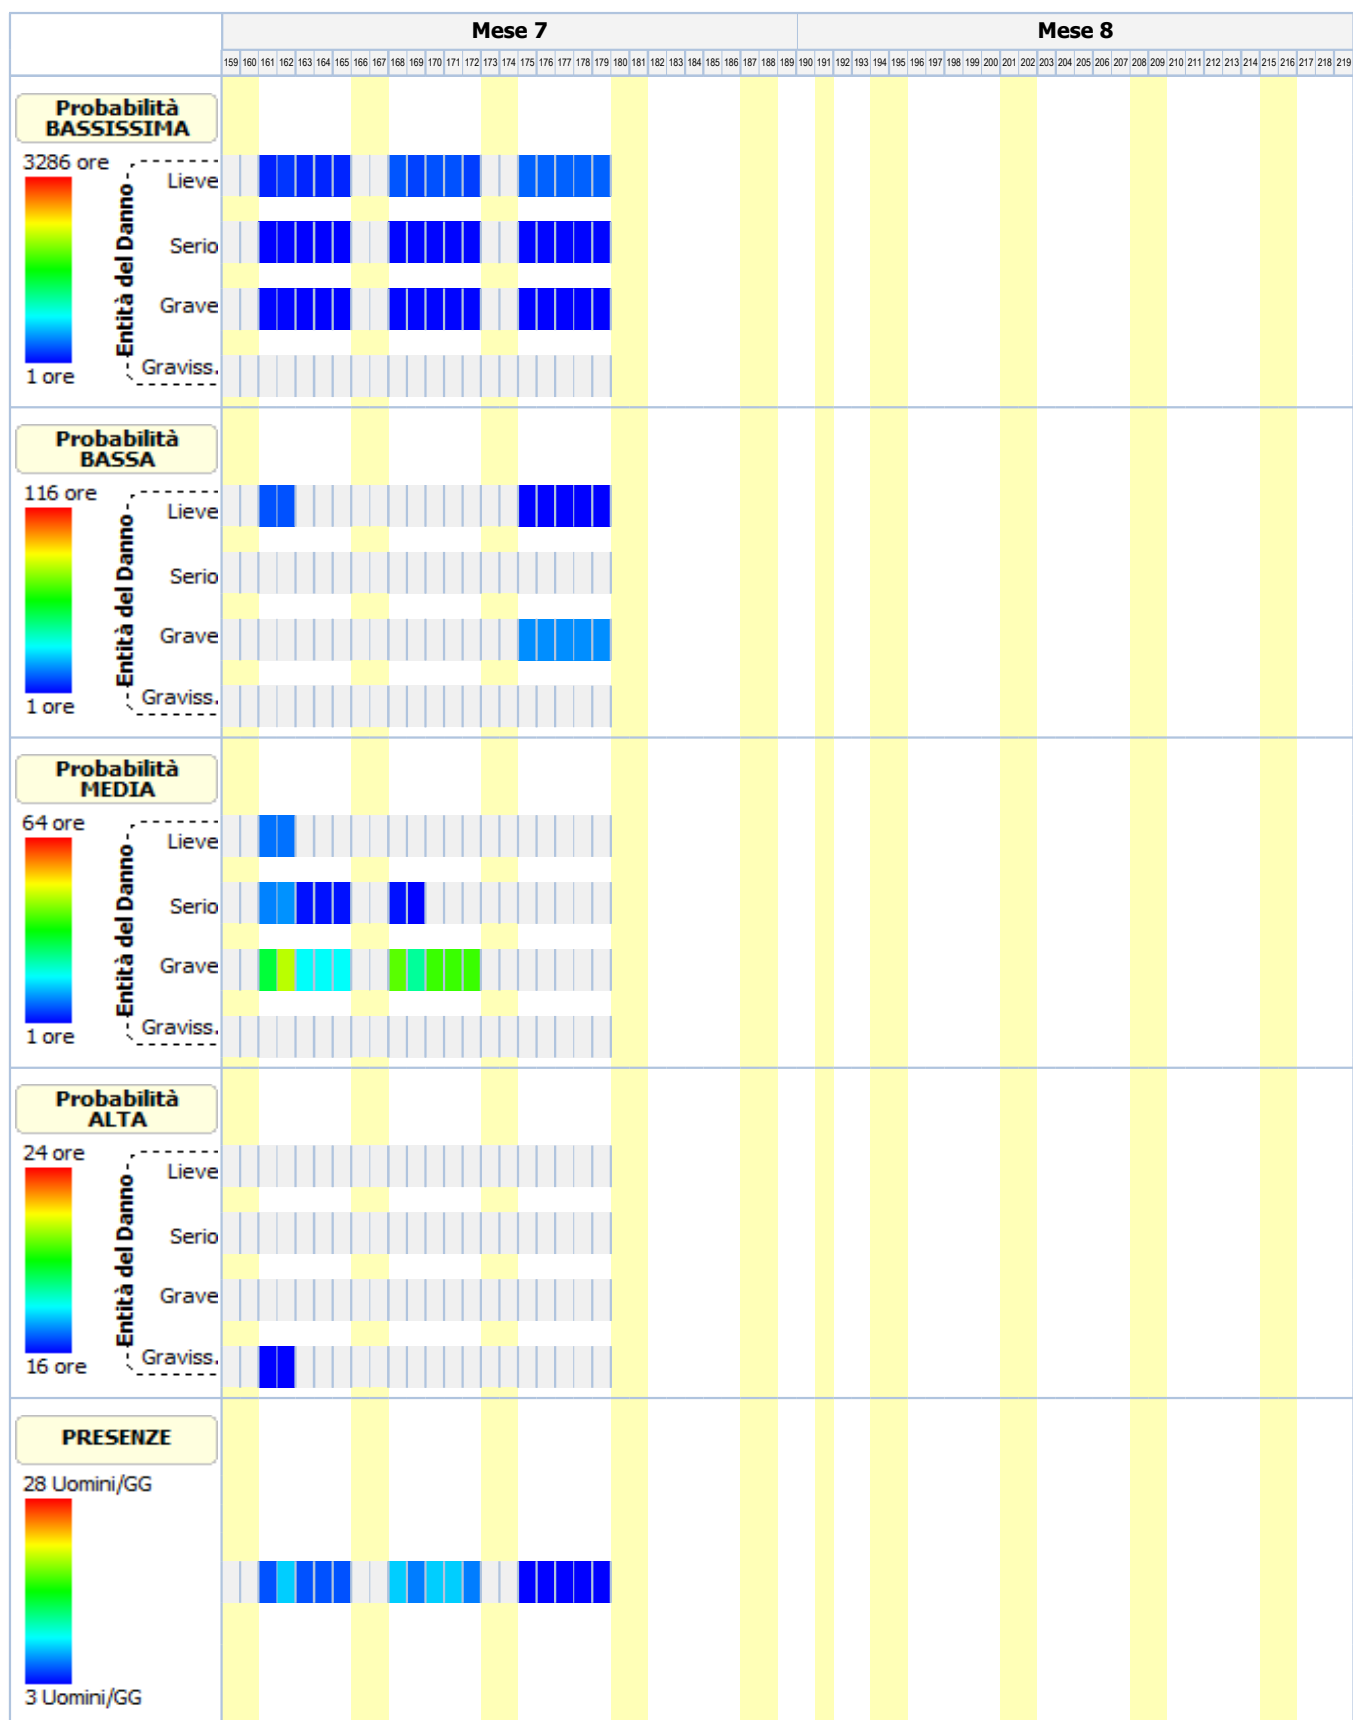 Mese 7 Mese 8
159 160 161 162 163 164 165 166 167 168 169 170 171 172 173 174 175 176 177 178 179 180 181 182 183 184 185 186 187 188 189 190 191 192 193 194 195 196 197 198 199 200 201 202 203 204 205 206 207 208 209 210 211 212 213 214 215 216 217 218 219
Probabilità
BASSISSIMA
3286 ore
Entità del Danno
Lieve
Serio
Grave
Graviss.
1 ore
Probabilità
BASSA
116 ore
Entità del Danno
Lieve
Serio
Grave
Graviss.
1 ore
Probabilità
MEDIA
64 ore
Entità del Danno
Lieve
Serio
Grave
Graviss.
1 ore
Probabilità
ALTA
24 ore
Entità del Danno
Lieve
Serio
Grave
Graviss.
16 ore
PRESENZE
28 Uomini/GG
3 Uomini/GG